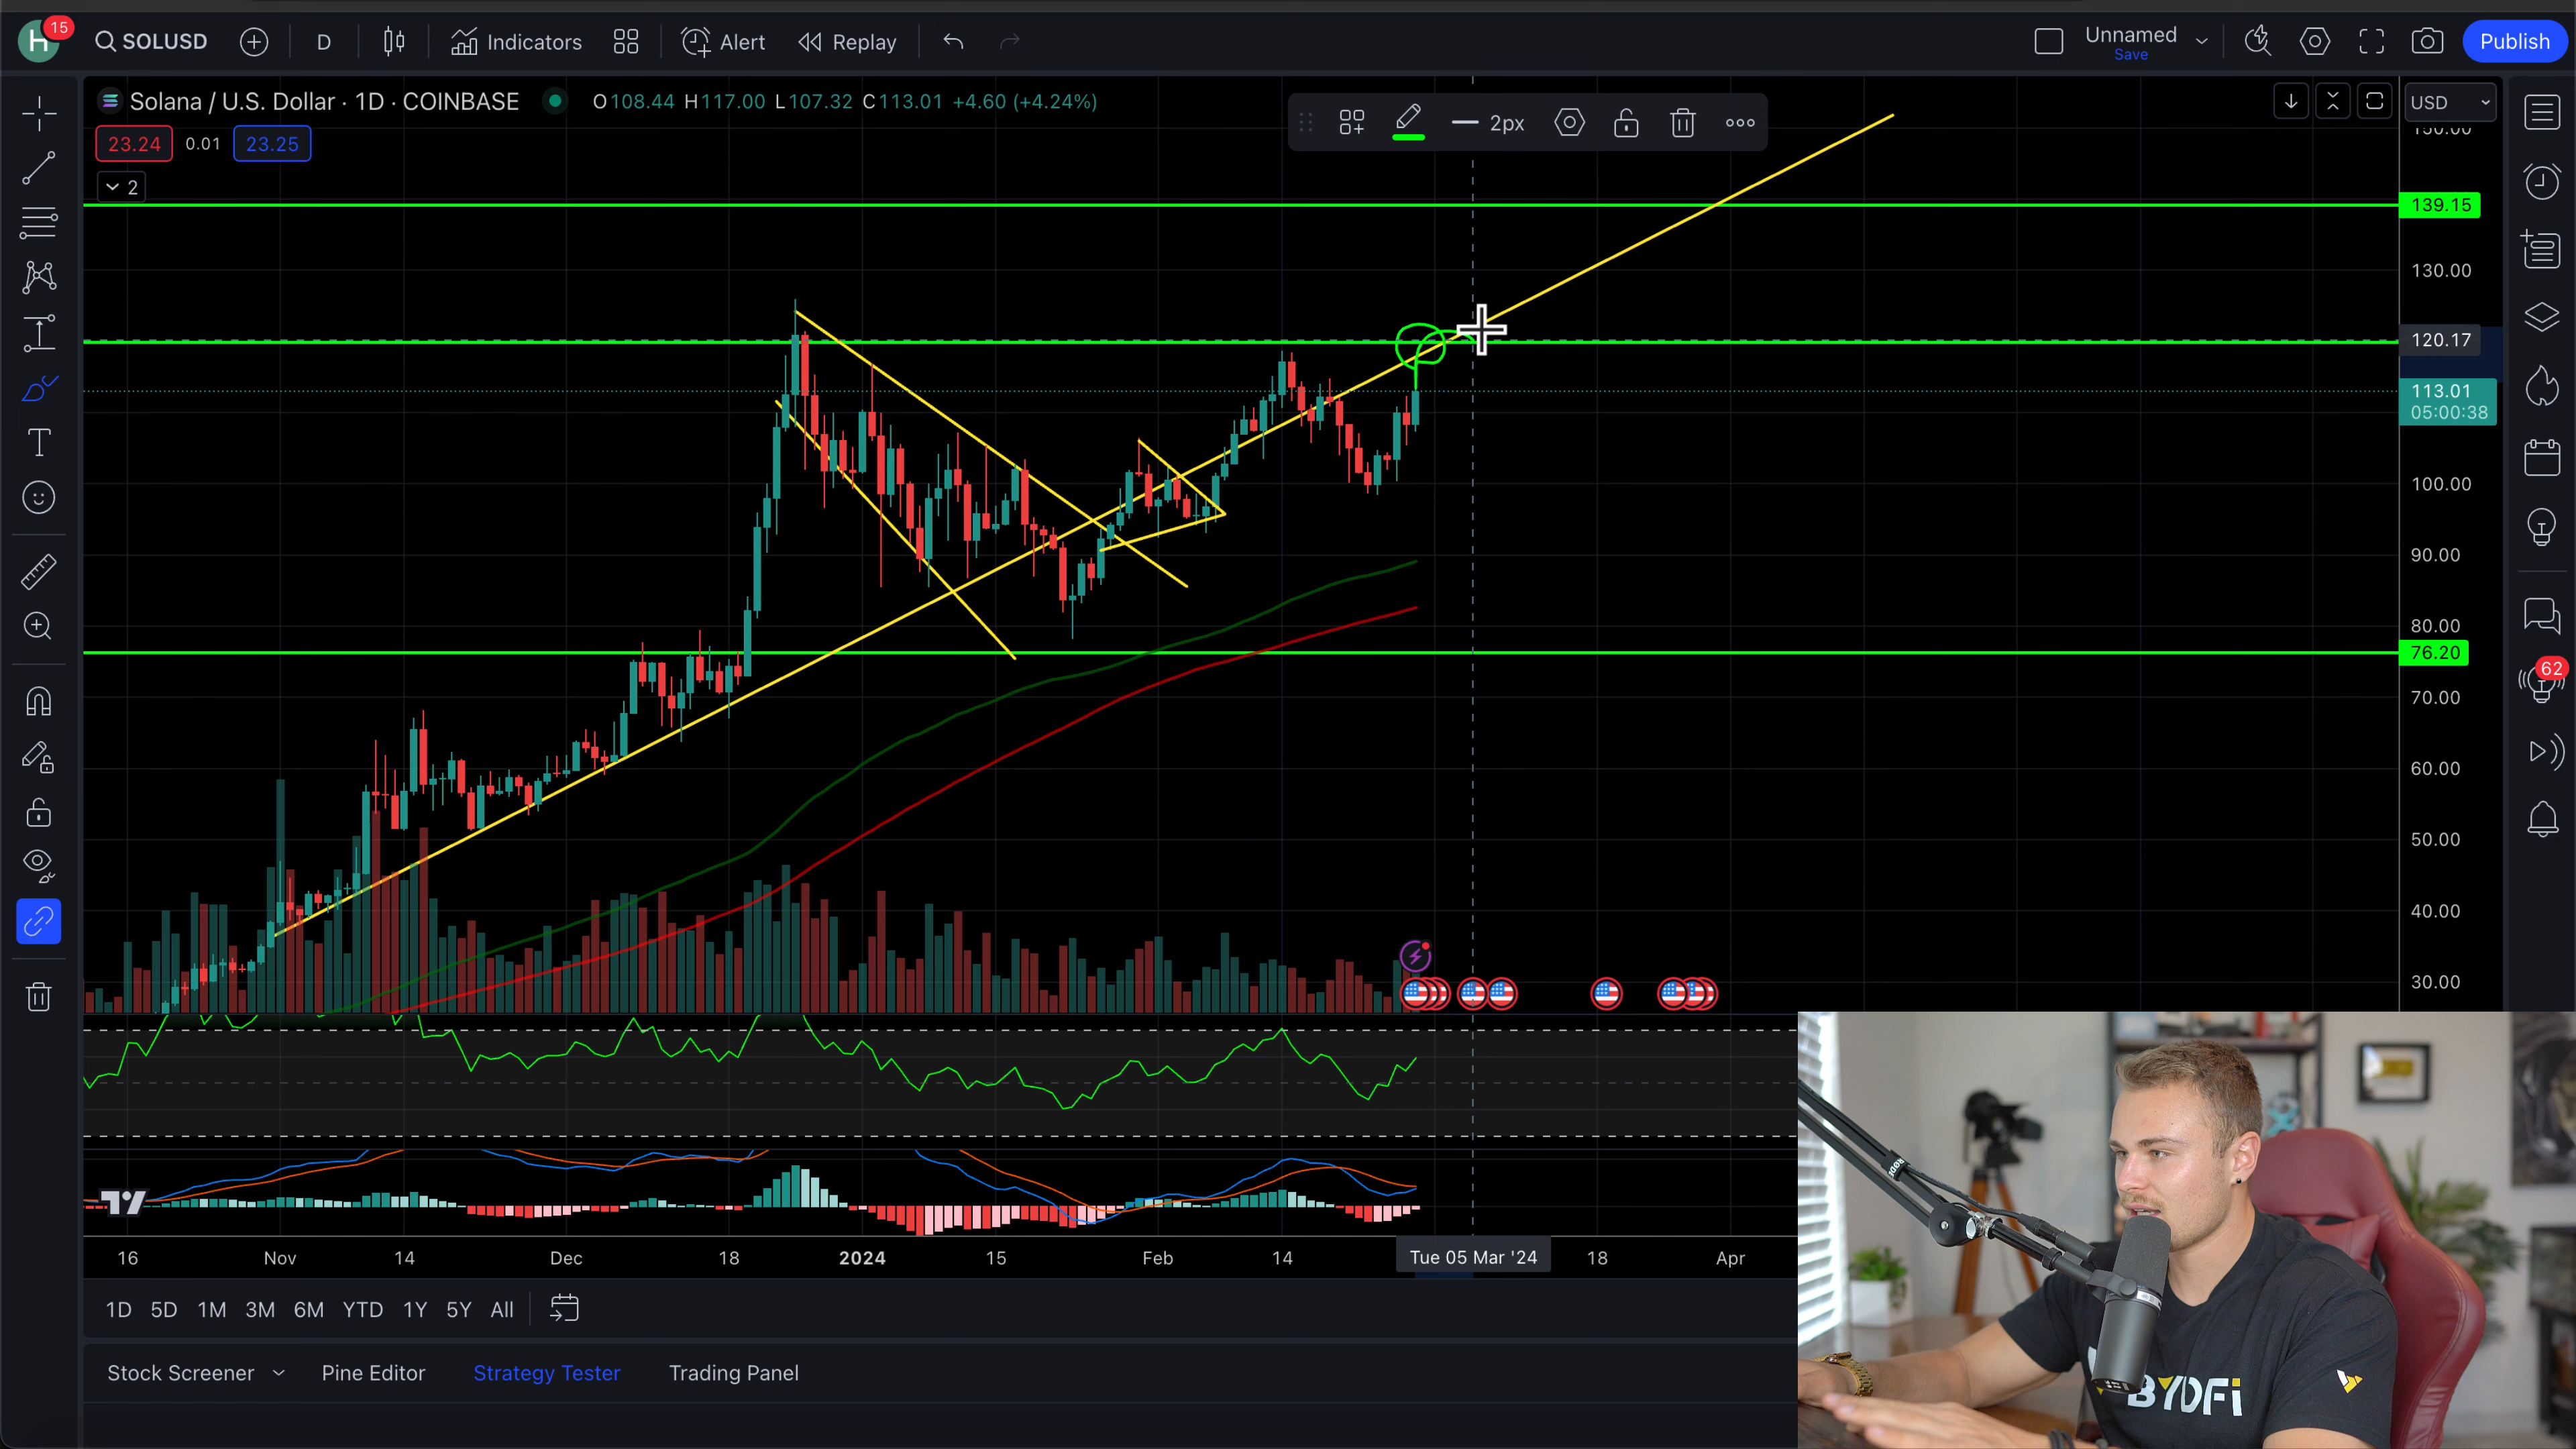 H 15 SOLUSD D Indicators Alert Replay Unnamed Publish
Save
Solana / U.S. Dollar · 1D · COINBASE O108.44 H117.00 L107.32 C113.01 +4.60 (+4.24%)
2px
USD
23.24 0.01 23.25
2
150.00
139.15
130.00
120.17
113.01
05:00:38
100.00
90.00
80.00
76.20
62
70.00
60.00
50.00
40.00
30.00
16 Nov 14 Dec 18 2024 15 Feb 14 Tue 05 Mar '24 18 Apr
1D 5D 1M 3M 6M YTD 1Y 5Y All
Stock Screener Pine Editor Strategy Tester Trading Panel
RØDE
BYDFi